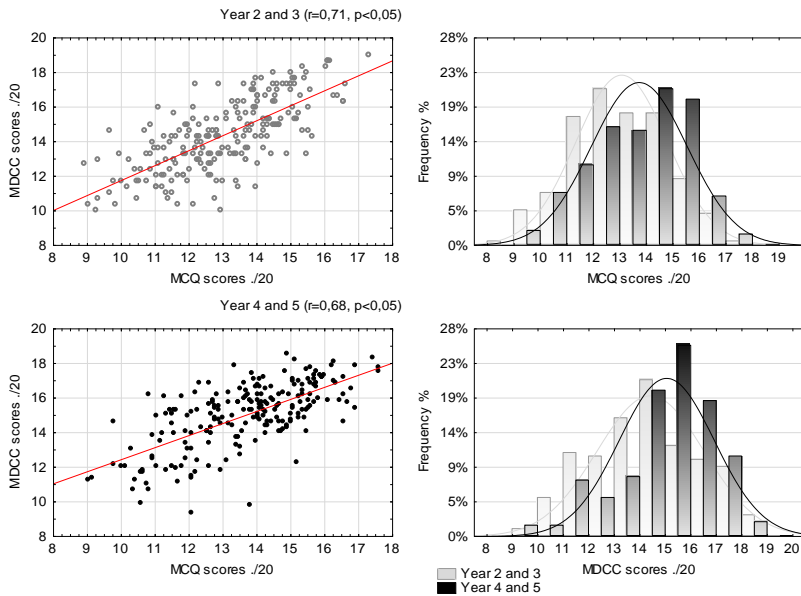 Year 2 and 3 (r=0,71, p<0,05)
MDCC scores ./20
20
18
16
14
12
10
8
8 9 10 11 12 13 14 15 16 17 18
MCQ scores ./20
Frequency %
28%
23%
19%
14%
9%
5%
0%
8 9 10 11 12 13 14 15 16 17 18 19
MCQ scores ./20
Year 4 and 5 (r=0,68, p<0,05)
MDCC scores ./20
20
18
16
14
12
10
8
8 9 10 11 12 13 14 15 16 17 18
MCQ scores ./20
Frequency %
28%
23%
19%
14%
9%
5%
0%
8 9 10 11 12 13 14 15 16 17 18 19 20
MDCC scores ./20
Year 2 and 3
Year 4 and 5